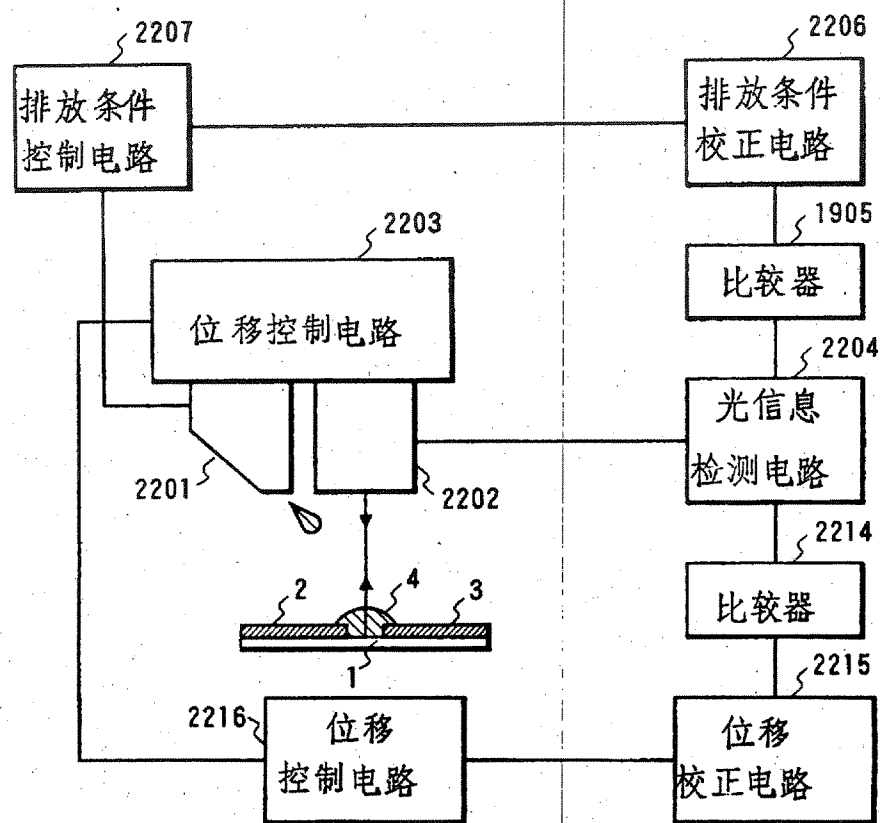 2207
排放条件
控制电路
2206
排放条件
校正电路
2203
位移控制电路
1905
比较器
2204
光信息
检测电路
2201
2202
2214
比较器
2
4
3
1
2215
位移
校正电路
2216
位移
控制电路